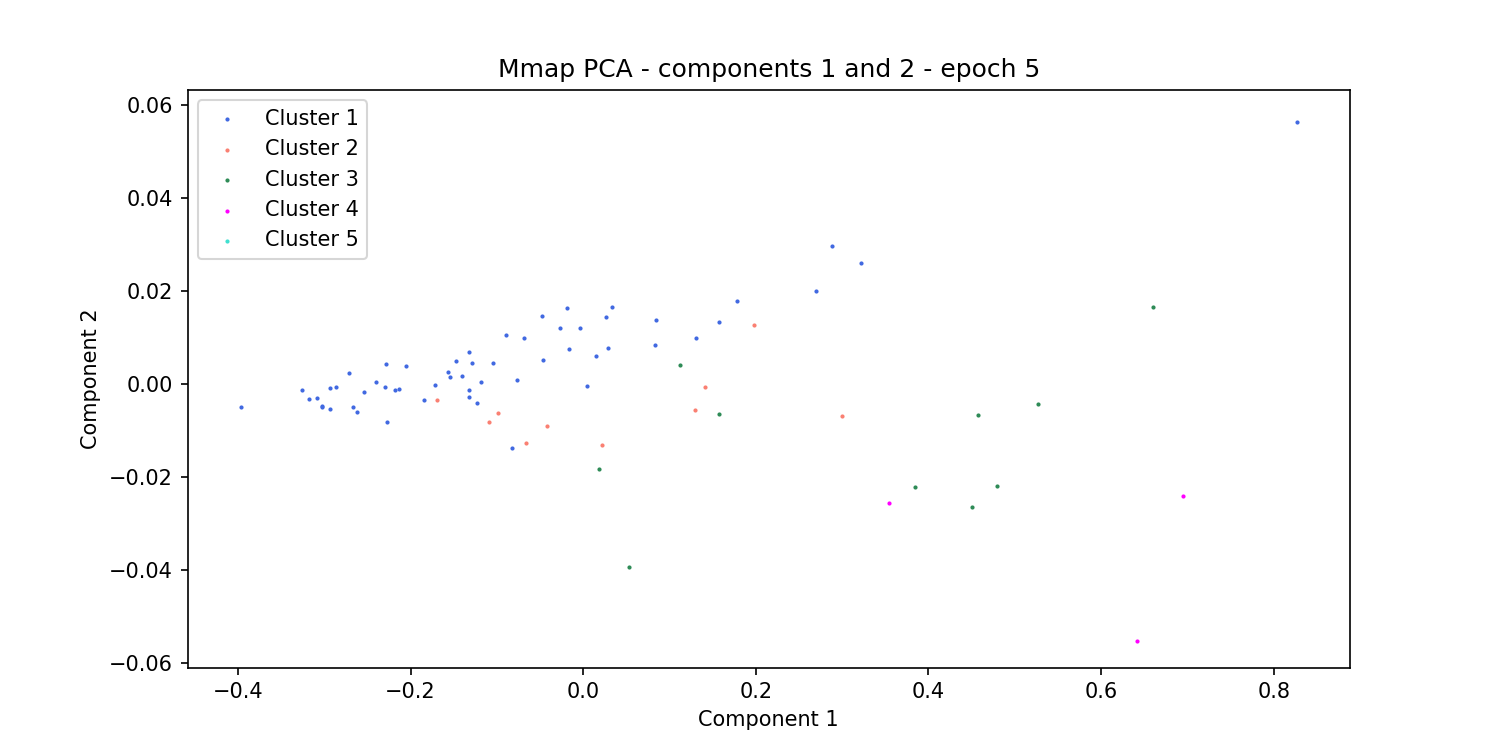 Mmap PCA - components 1 and 2 - epoch 5
Cluster 1
Cluster 2
Cluster 3
Cluster 4
Cluster 5
0.06
0.04
0.02
0.00
−0.02
−0.04
−0.06
Component 2
−0.4
−0.2
0.0
0.2
0.4
0.6
0.8
Component 1